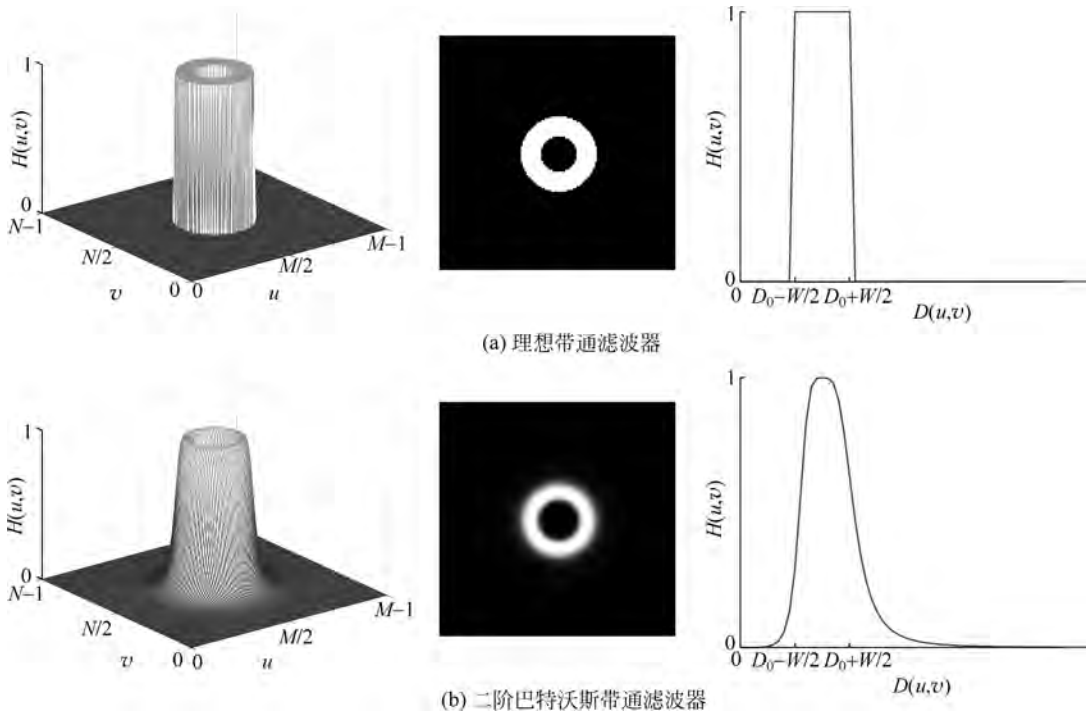 1
H(u,v)
0
N−1
N/2
v
0 0
u
M/2
M−1
1
H(u,v)
0
0
D₀−W/2
D₀+W/2
D(u,v)
(a) 理想带通滤波器
1
H(u,v)
0
N−1
N/2
v
0 0
u
M/2
M−1
1
H(u,v)
0
0
D₀−W/2
D₀+W/2
D(u,v)
(b) 二阶巴特沃斯带通滤波器